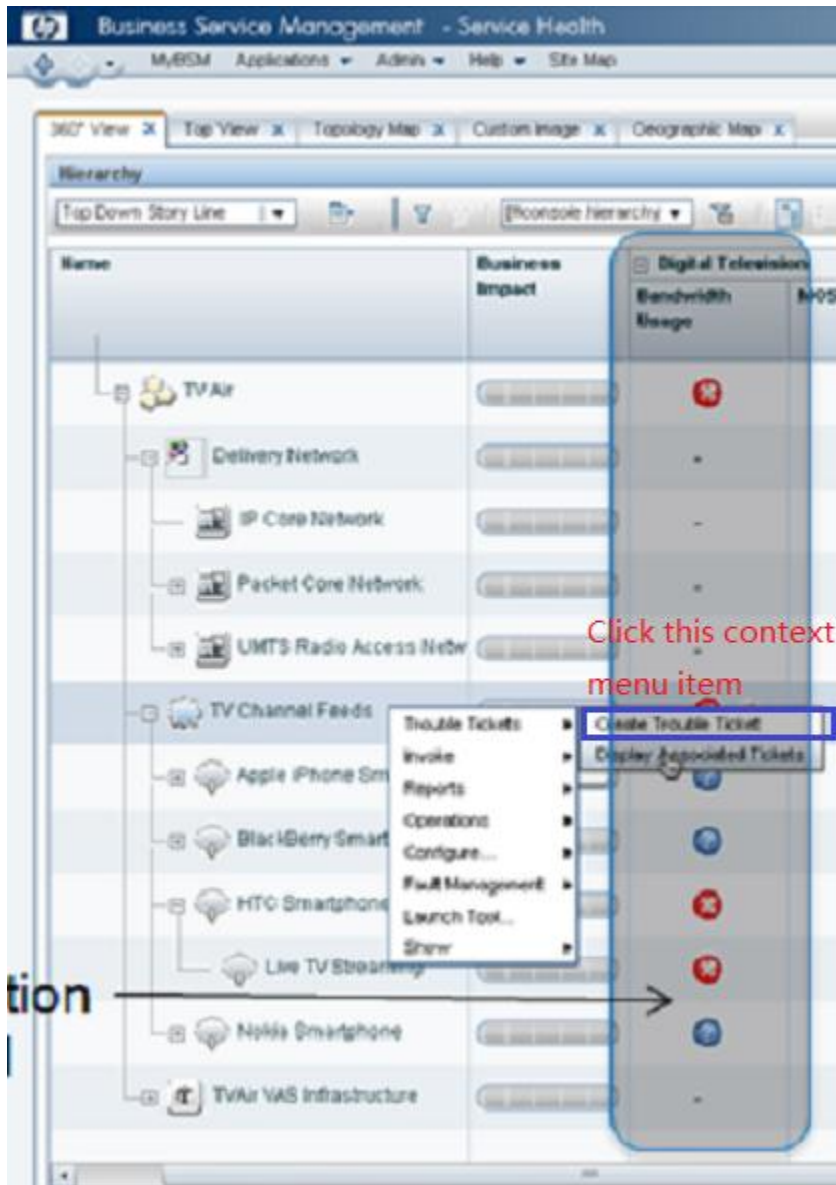 hp Business Service Management - Service Health
MyBSM Applications Admin Help Site Map
360° View Top View Topology Map Custom Image Geographic Map
Hierarchy
Top Down Story Line console hierarchy
Name
Business Impact
Digital Television
Bandwidth Usage
TV Air
Delivery Network
-
IP Core Network
-
Packet Core Network
-
UMTS Radio Access Netw
Click this context
menu item
TV Channel Feeds
Trouble Tickets
Create Trouble Ticket
Invoke
Display Associated Tickets
Reports
Apple iPhone Sm
Operations
BlackBerry Smart
Configure...
Fault Management
HTC Smartphone
Launch Tool...
Show
Live TV Streaming
tion
Nokia Smartphone
TVAir VAS Infrastructure
-